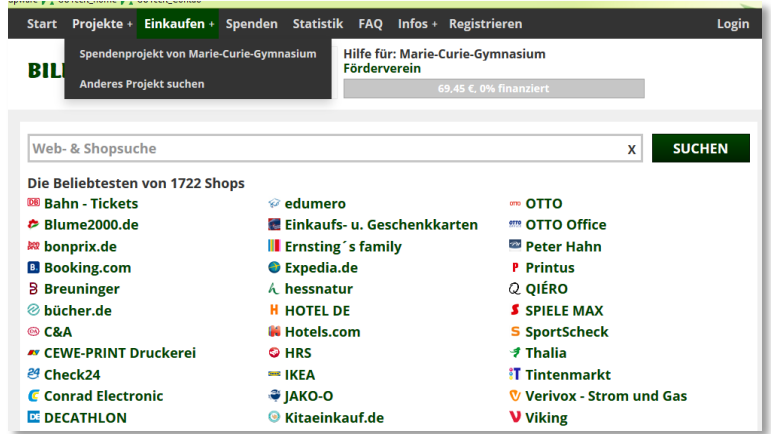 Start Projekte + Einkaufen + Spenden Statistik FAQ Infos + Registrieren Login
Spendenprojekt von Marie-Curie-Gymnasium
Anderes Projekt suchen
BIL
Hilfe für: Marie-Curie-Gymnasium
Förderverein
69,45 €, 0% finanziert
Web- & Shopsuche X SUCHEN
Die Beliebtesten von 1722 Shops
Bahn - Tickets edumero OTTO
Blume2000.de Einkaufs- u. Geschenkkarten OTTO Office
bonprix.de Ernsting´s family Peter Hahn
Booking.com Expedia.de Printus
Breuninger hessnatur QIÉRO
bücher.de HOTEL DE SPIELE MAX
C&A Hotels.com SportScheck
CEWE-PRINT Druckerei HRS Thalia
Check24 IKEA Tintenmarkt
Conrad Electronic JAKO-O Verivox - Strom und Gas
DECATHLON Kitaeinkauf.de Viking